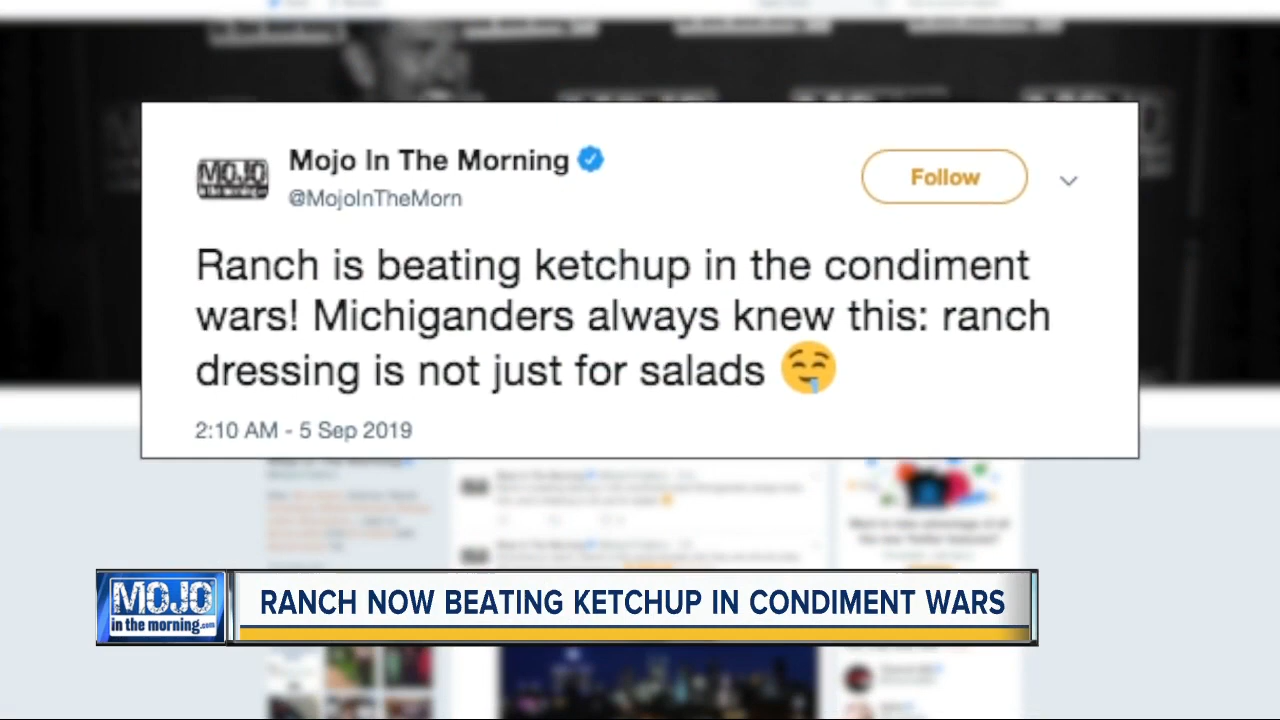 Mojo In The Morning
@MojoInTheMorn
Follow
Ranch is beating ketchup in the condiment
wars! Michiganders always knew this: ranch
dressing is not just for salads 🤤
2:10 AM - 5 Sep 2019
MOJO
in the morning.com
RANCH NOW BEATING KETCHUP IN CONDIMENT WARS